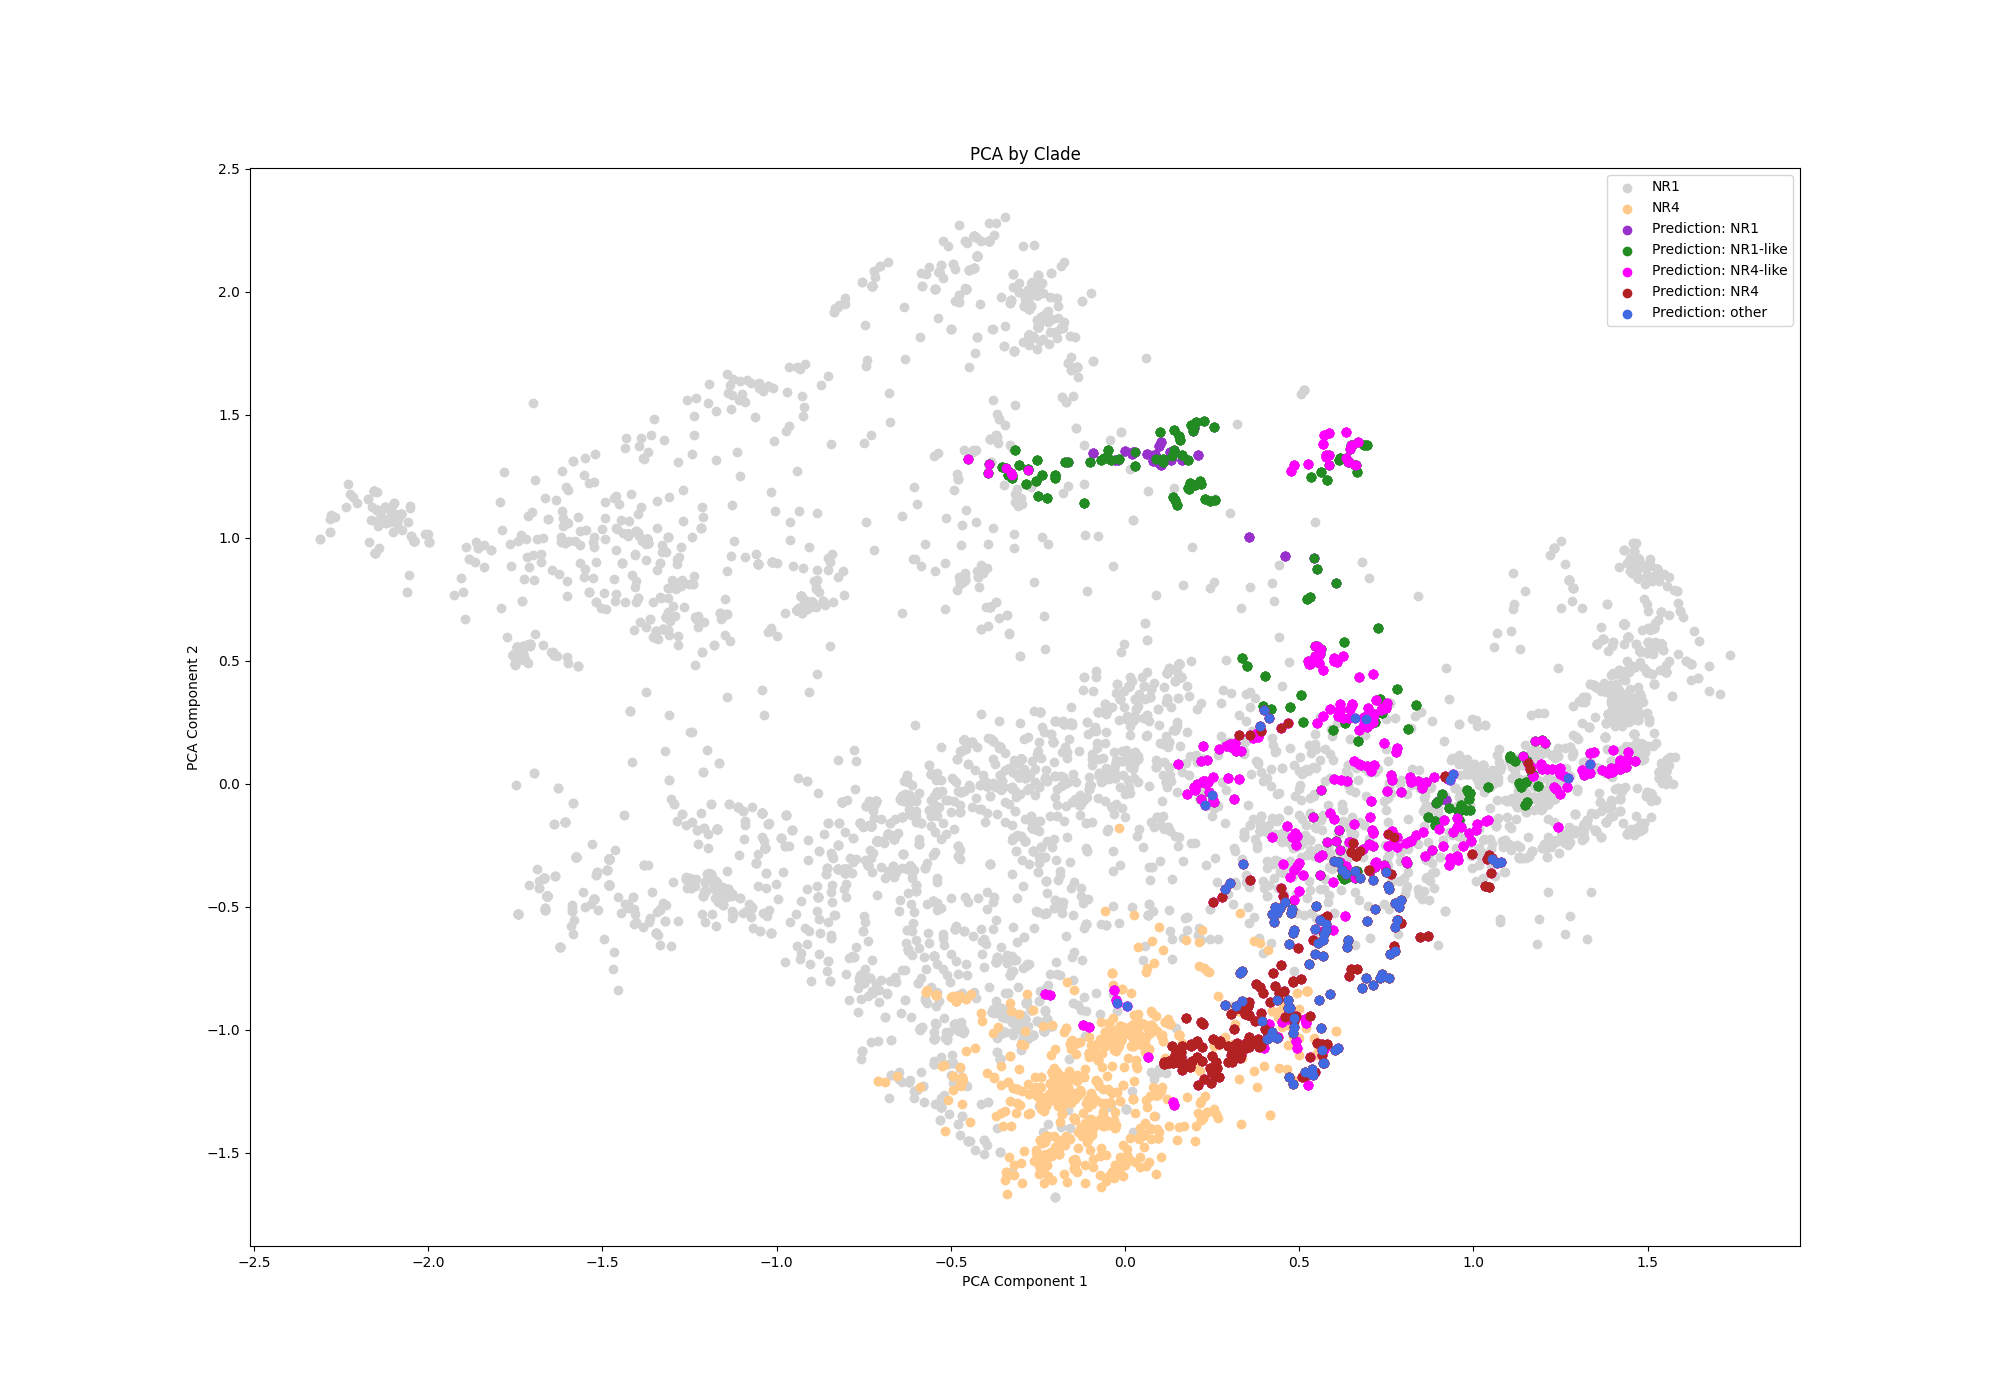 PCA by Clade
2.5
2.0
1.5
1.0
0.5
0.0
−0.5
−1.0
−1.5
PCA Component 2
NR1
NR4
Prediction: NR1
Prediction: NR1-like
Prediction: NR4-like
Prediction: NR4
Prediction: other
−2.5 −2.0 −1.5 −1.0 −0.5 0.0 0.5 1.0 1.5
PCA Component 1